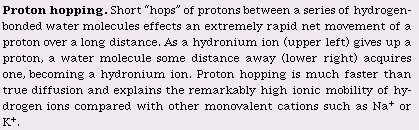 Proton hopping. Short “hops” of protons between a series of hydrogen-
bonded water molecules effects an extremely rapid net movement of a
proton over a long distance. As a hydronium ion (upper left) gives up a
proton, a water molecule some distance away (lower right) acquires
one, becoming a hydronium ion. Proton hopping is much faster than
true diffusion and explains the remarkably high ionic mobility of hy-
drogen ions compared with other monovalent cations such as Na⁺ or
K⁺.